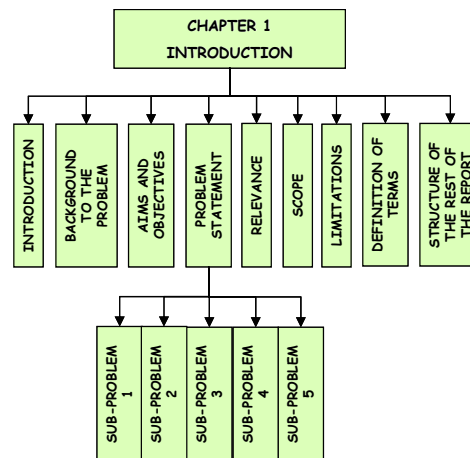 CHAPTER 1
INTRODUCTION
INTRODUCTION
BACKGROUND
TO THE
PROBLEM
AIMS AND
OBJECTIVES
PROBLEM
STATEMENT
RELEVANCE
SCOPE
LIMITATIONS
DEFINITION OF
TERMS
STRUCTURE OF
THE REST OF
THE REPORT
SUB-PROBLEM
1
SUB-PROBLEM
2
SUB-PROBLEM
3
SUB-PROBLEM
4
SUB-PROBLEM
5